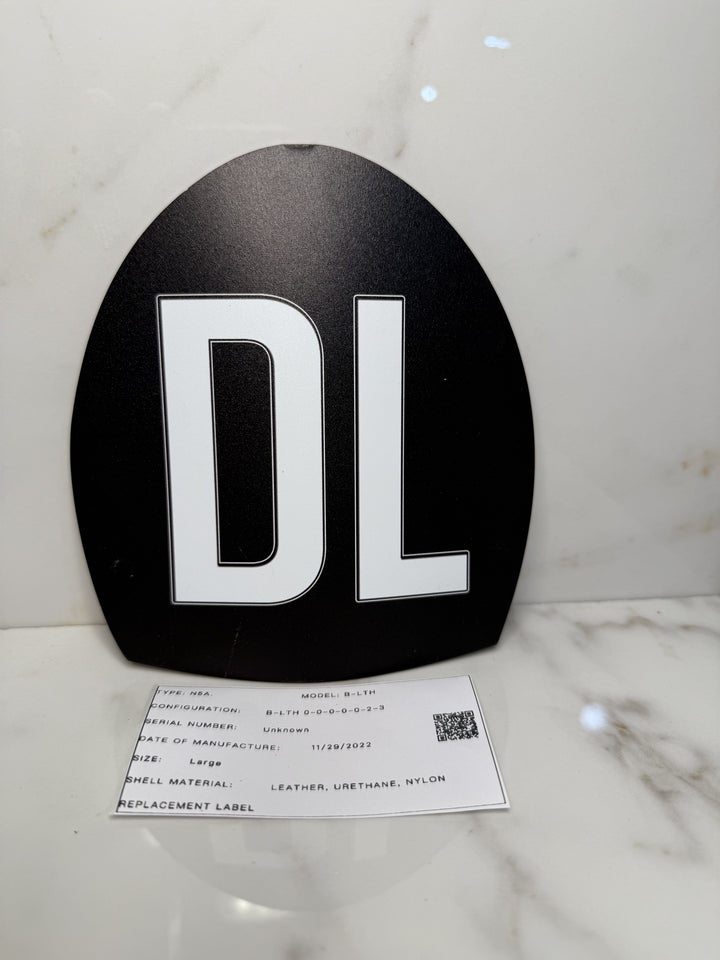 DL
TYPE: N5A. MODEL: B-LTH
CONFIGURATION: B-LTH 0-0-0-0-0-2-3
SERIAL NUMBER: Unknown
DATE OF MANUFACTURE: 11/29/2022
SIZE: Large
SHELL MATERIAL: LEATHER, URETHANE, NYLON
REPLACEMENT LABEL